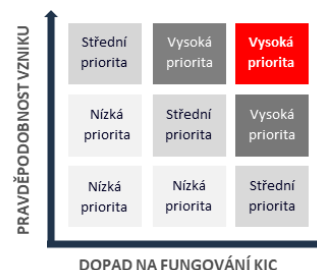 PRAVDĚPODOBNOST VZNIKU
Střední
priorita
Vysoká
priorita
Vysoká
priorita
Nízká
priorita
Střední
priorita
Vysoká
priorita
Nízká
priorita
Nízká
priorita
Střední
priorita
DOPAD NA FUNGOVÁNÍ KIC